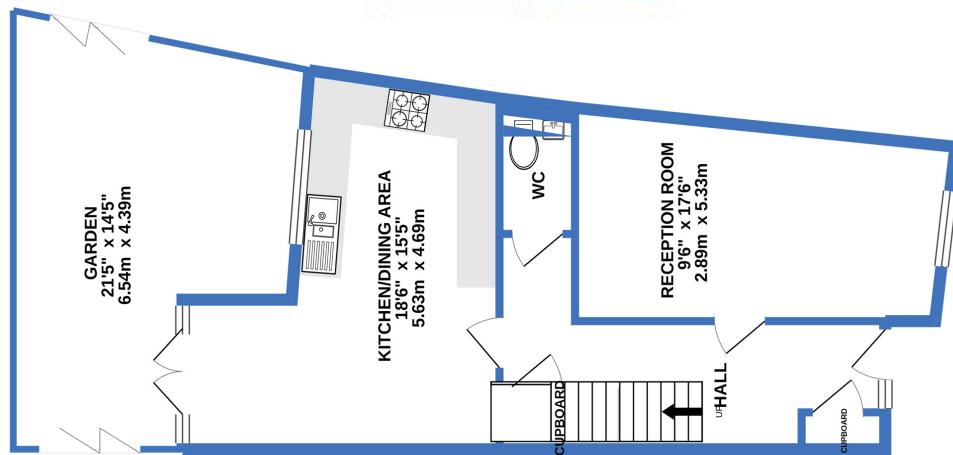 GARDEN
21'5" x 14'5"
6.54m x 4.39m
KITCHEN/DINING AREA
18'6" x 15'5"
5.63m x 4.69m
WC
RECEPTION ROOM
9'6" x 17'6"
2.89m x 5.33m
CUPBOARD
UP
HALL
CUPBOARD